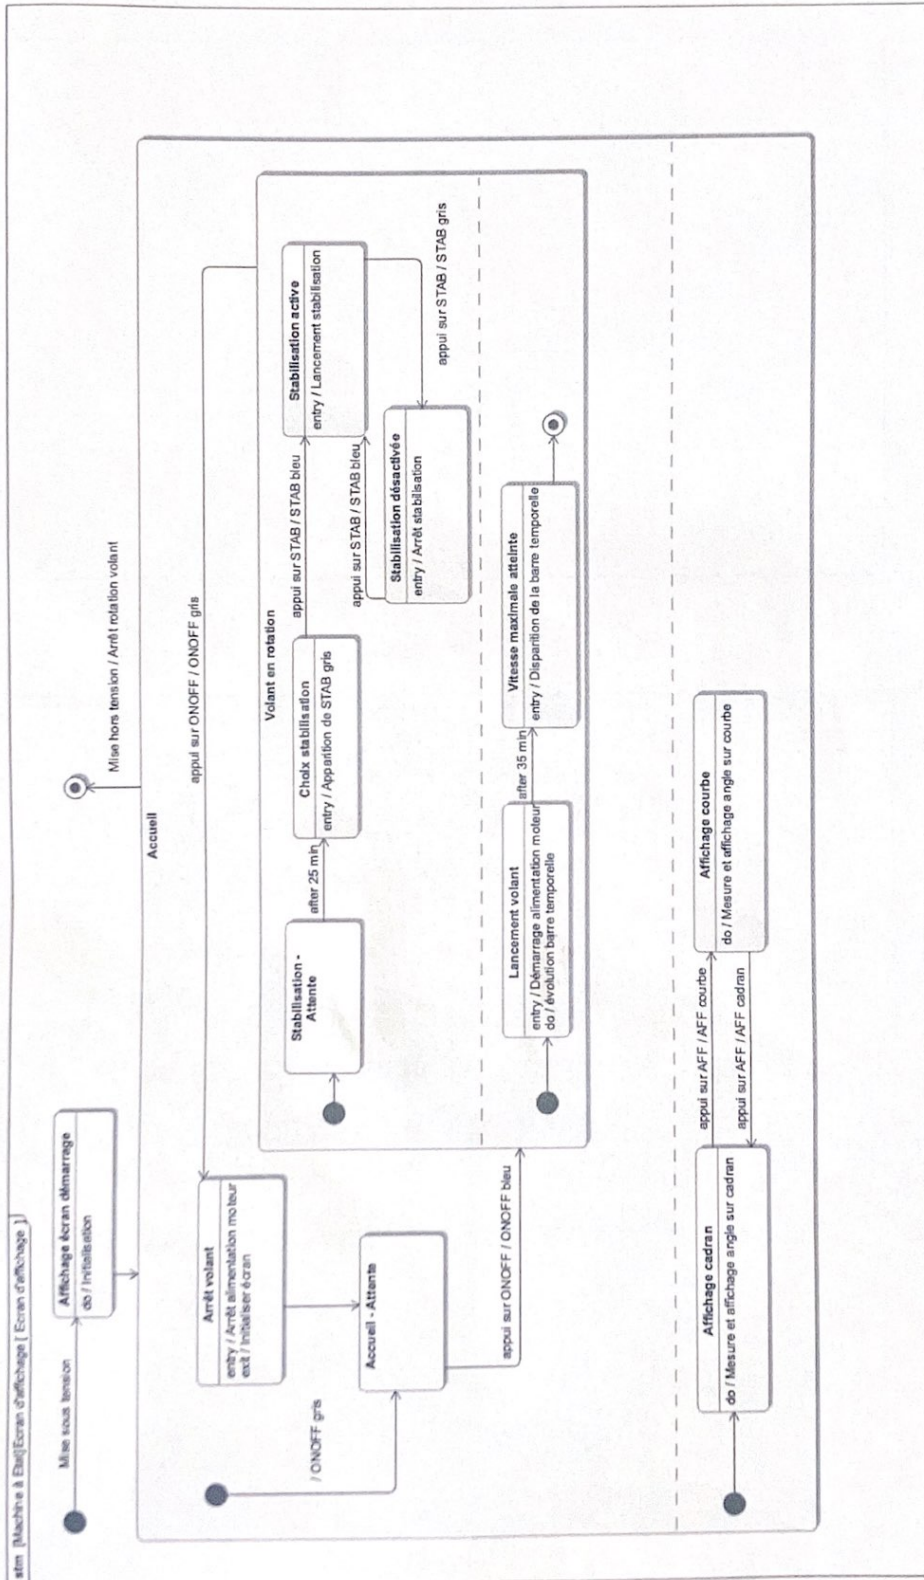 stm [Machine à Etat] Ecran d'affichage [ Ecran d'affichage ]
Mise sous tension
Affichage écran démarrage
do / Initialisation
Mise hors tension / Arrêt rotation volant
Accueil
appui sur ONOFF / ONOFF gris
/ ONOFF gris
Arrêt volant
entry / Arrêt alimentation moteur
exit / Initialiser écran
Accueil - Attente
appui sur ONOFF / ONOFF bleu
Volant en rotation
Stabilisation -
Attente
after 25 min
Choix stabilisation
entry / Apparition de STAB gris
appui sur STAB / STAB bleu
Stabilisation active
entry / Lancement stabilisation
appui sur STAB / STAB bleu
Stabilisation désactivée
entry / Arrêt stabilisation
appui sur STAB / STAB gris
Lancement volant
entry / Démarrage alimentation moteur
do / évolution barre temporelle
after 35 min
Vitesse maximale atteinte
entry / Disparition de la barre temporelle
Affichage cadran
do / Mesure et affichage angle sur cadran
appui sur AFF / AFF courbe
appui sur AFF / AFF cadran
Affichage courbe
do / Mesure et affichage angle sur courbe